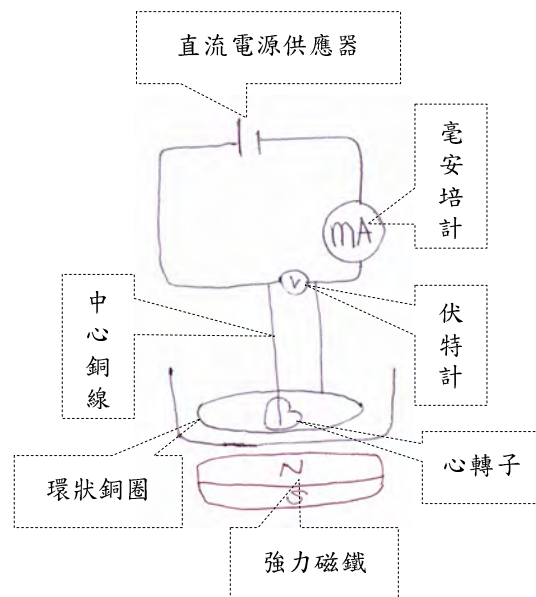 直流電源供應器
毫安培計
mA
V
中心銅線
伏特計
環狀銅圈
心轉子
N
S
強力磁鐵